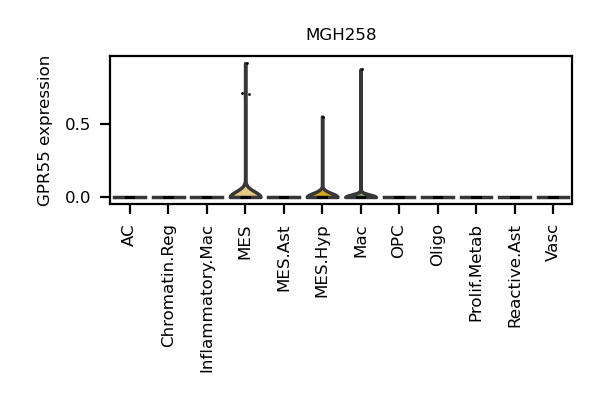 MGH258
GPR55 expression
0.5
0.0
AC
Chromatin.Reg
Inflammatory.Mac
MES
MES.Ast
MES.Hyp
Mac
OPC
Oligo
Prolif.Metab
Reactive.Ast
Vasc